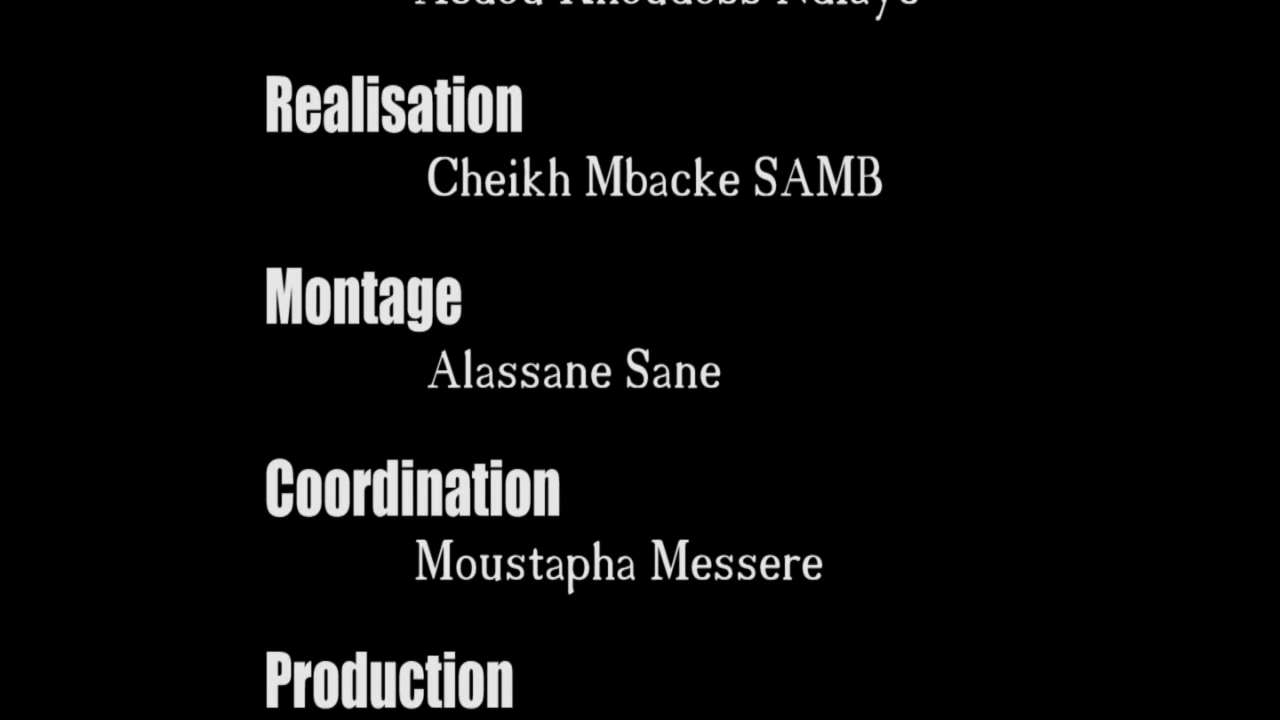 Realisation
Cheikh Mbacke SAMB
Montage
Alassane Sane
Coordination
Moustapha Messere
Production